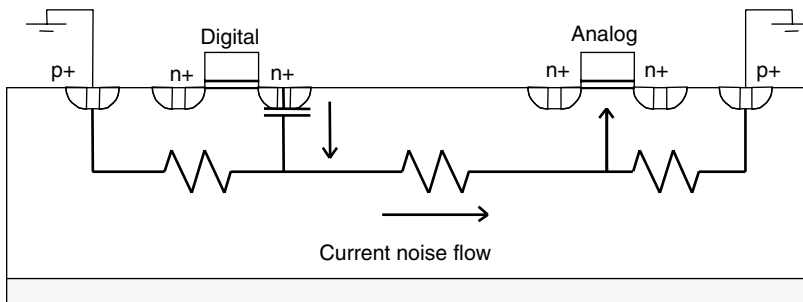 Digital
Analog
p+
n+
n+
n+
n+
p+
Current noise flow